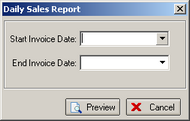 Daily Sales Report
Start Invoice Date:
End Invoice Date:
Preview
Cancel